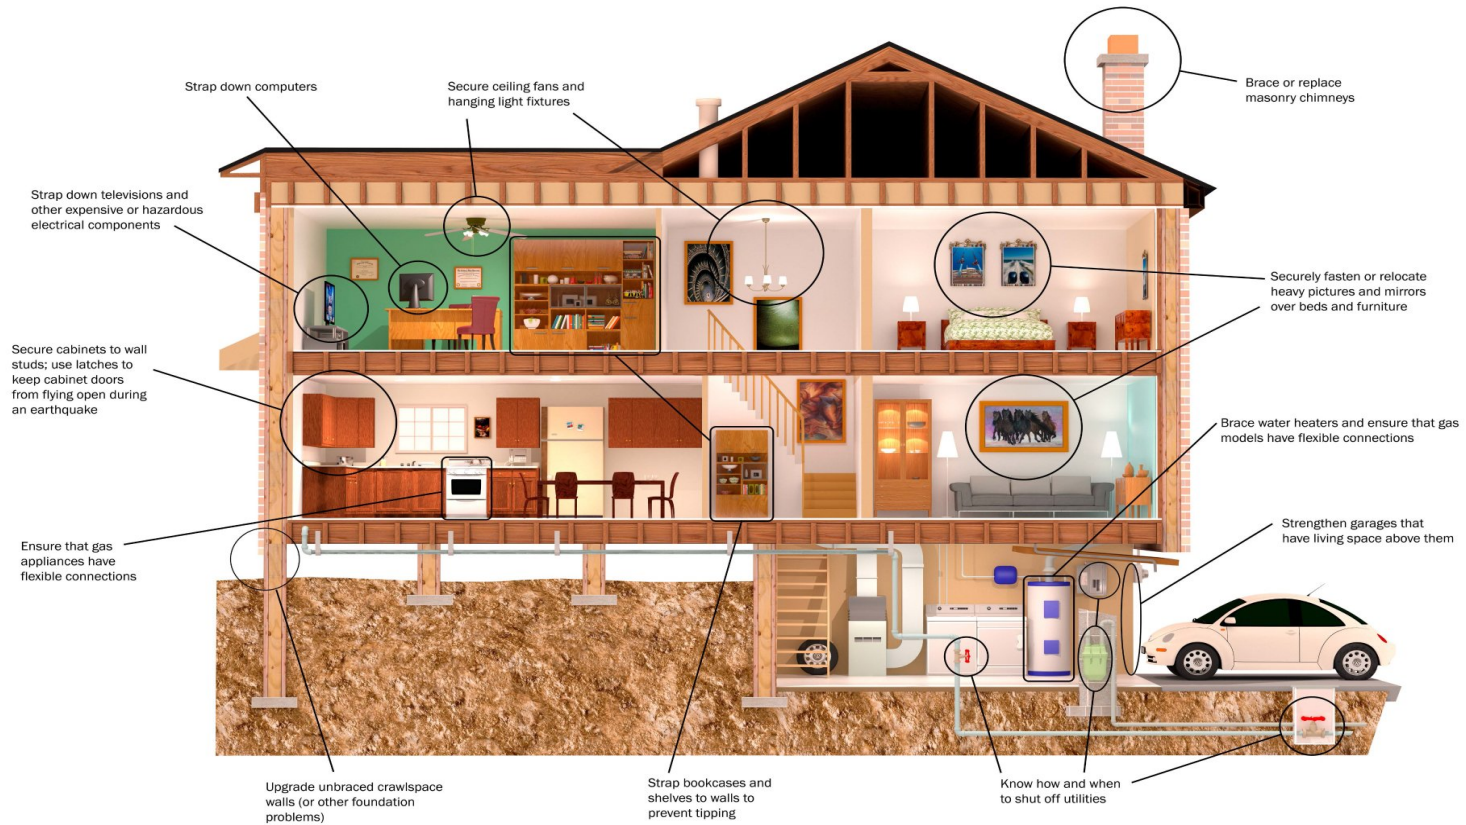 Brace or replace
masonry chimneys
Strap down computers
Secure ceiling fans and
hanging light fixtures
Strap down televisions and
other expensive or hazardous
electrical components
Securely fasten or relocate
heavy pictures and mirrors
over beds and furniture
Secure cabinets to wall
studs; use latches to
keep cabinet doors
from flying open during
an earthquake
Brace water heaters and ensure that gas
models have flexible connections
Ensure that gas
appliances have
flexible connections
Strengthen garages that
have living space above them
Upgrade unbraced crawlspace
walls (or other foundation
problems)
Strap bookcases and
shelves to walls to
prevent tipping
Know how and when
to shut off utilities